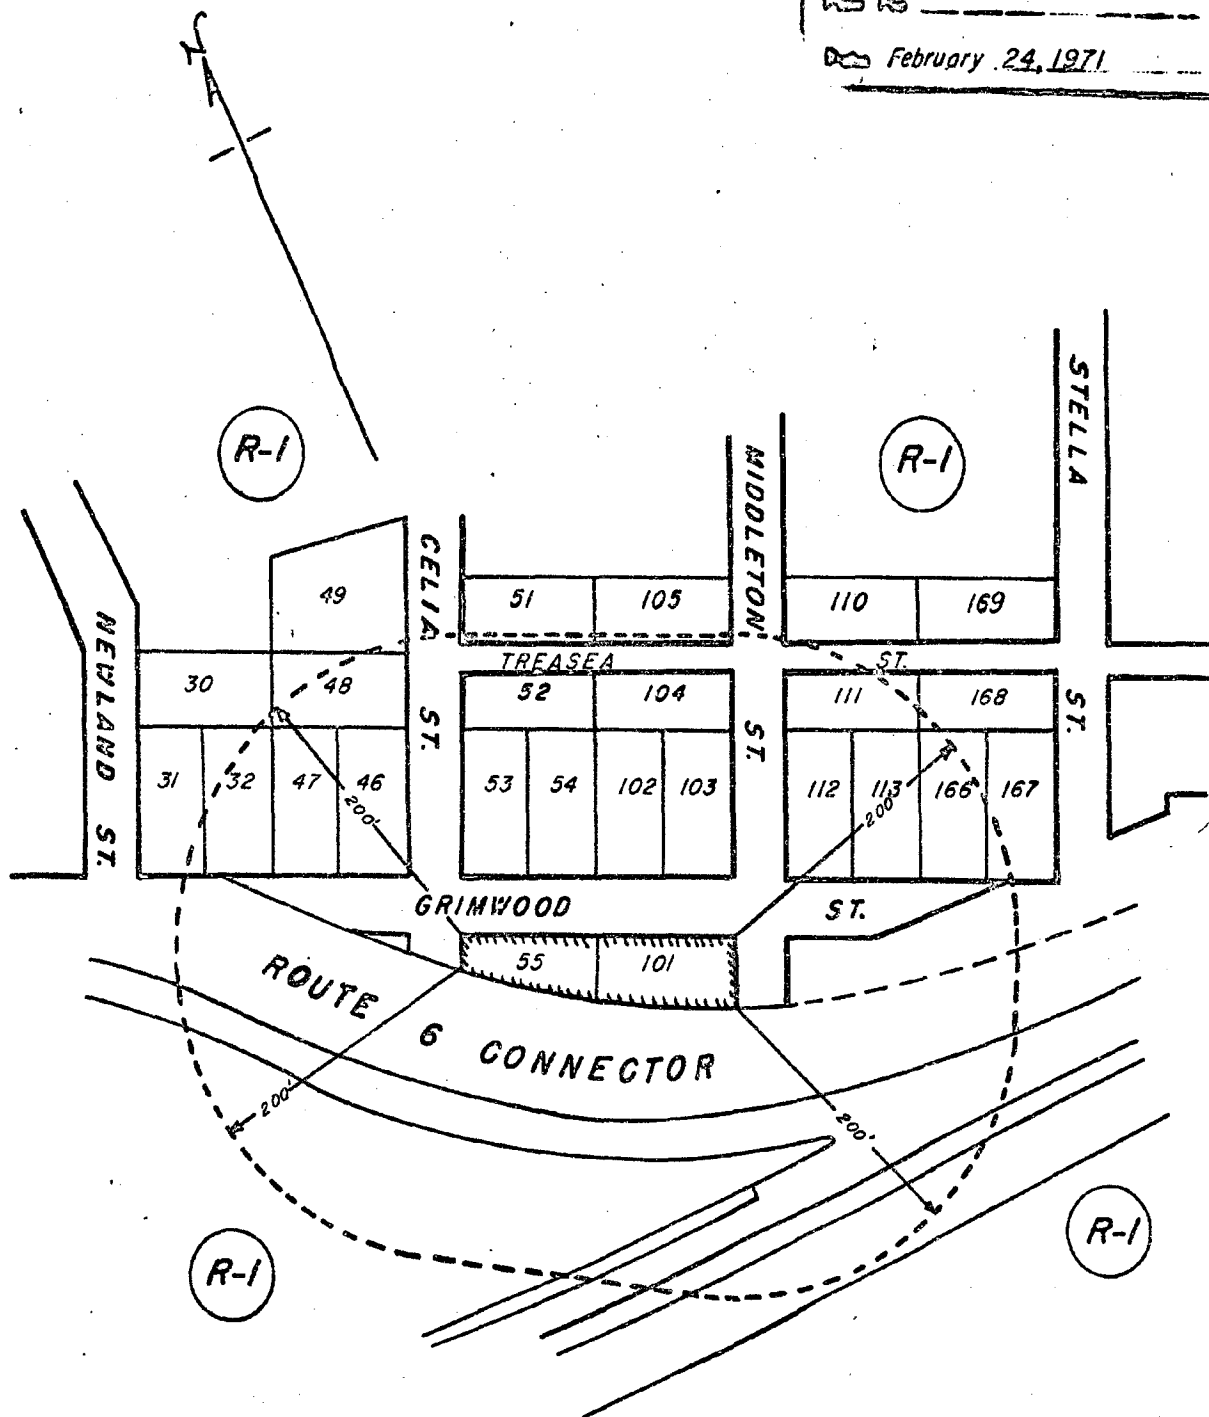 February 24, 1971
N
R-1
R-1
STELLA ST.
MIDDLETON ST.
CELIA ST.
NEWLAND ST.
49
51
105
110
169
TREASEA ST.
30
48
52
104
111
168
31
32
47
46
53
54
102
103
112
113
166
167
200'
200'
GRIMWOOD ST.
55
101
ROUTE 6 CONNECTOR
200'
200'
R-1
R-1